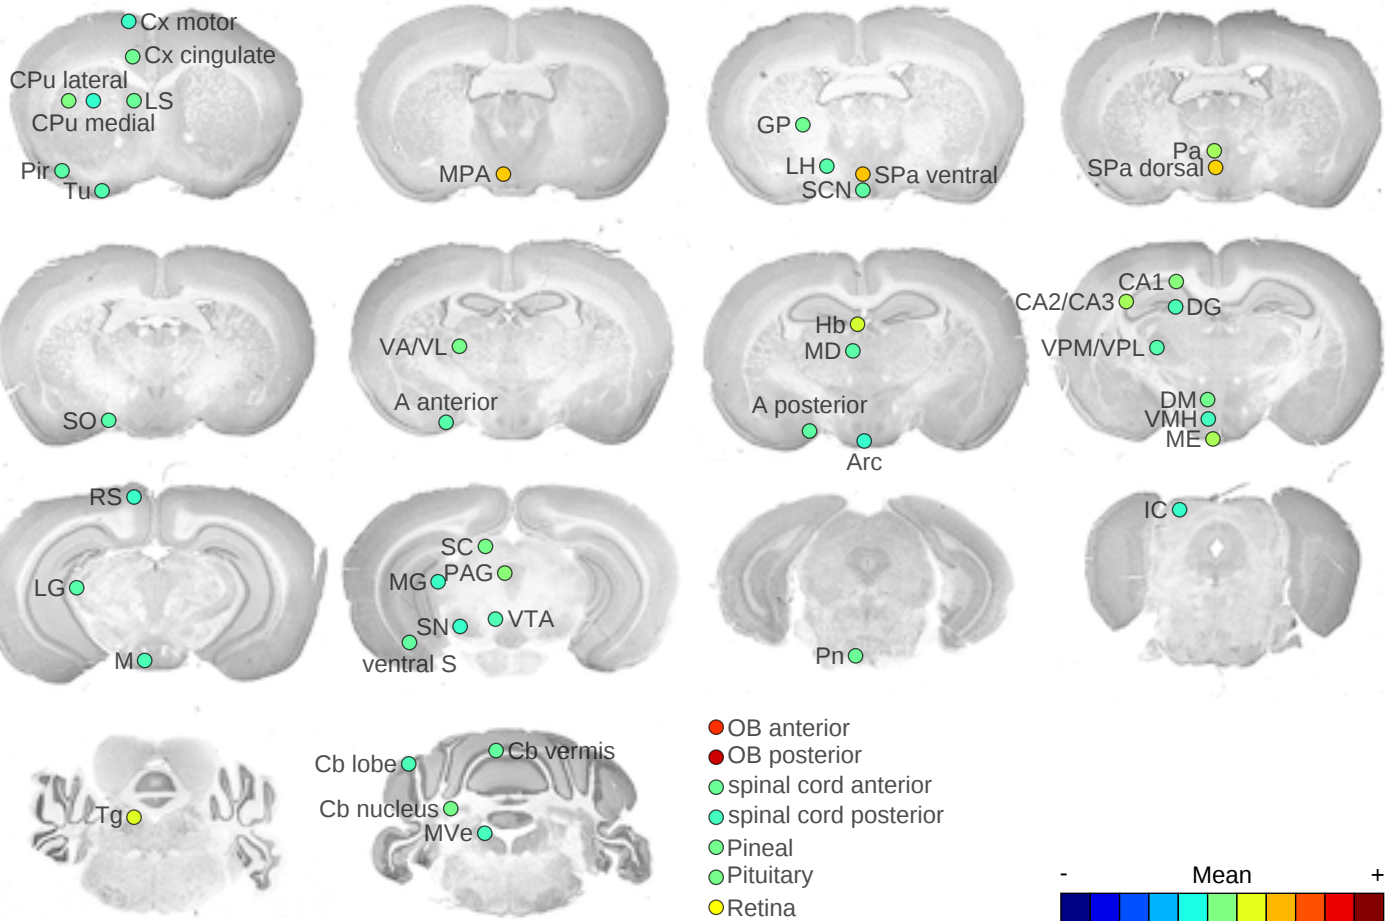 Cx motor
Cx cingulate
CPu lateral
LS
CPu medial
Pir
Tu
MPA
GP
LH
SPa ventral
SCN
Pa
SPa dorsal
SO
VA/VL
A anterior
Hb
MD
A posterior
Arc
CA1
CA2/CA3
DG
VPM/VPL
DM
VMH
ME
RS
LG
M
SC
PAG
MG
VTA
SN
ventral S
Pn
IC
Tg
Cb vermis
Cb lobe
Cb nucleus
MVe
OB anterior
OB posterior
spinal cord anterior
spinal cord posterior
Pineal
Pituitary
Retina
- Mean +